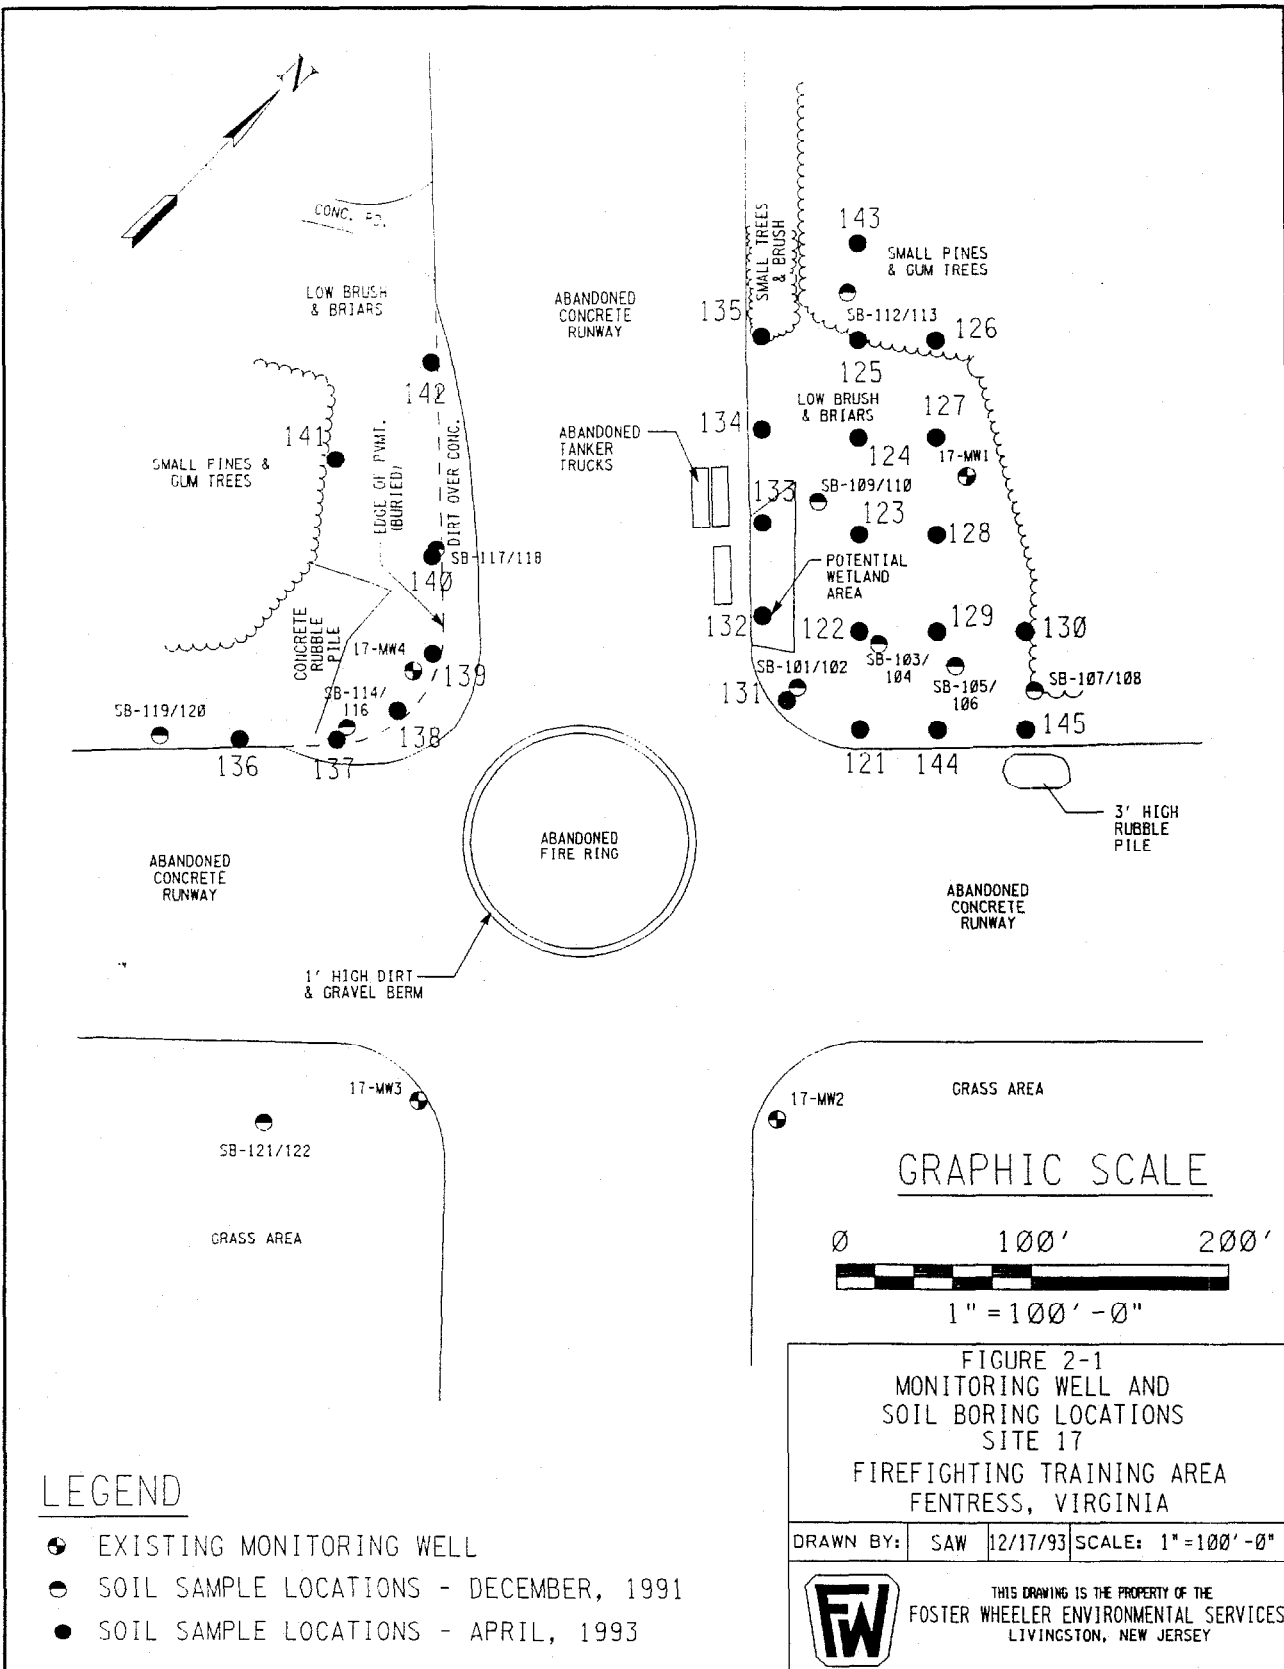 N
CONC. PD.
LOW BRUSH
& BRIARS
ABANDONED
CONCRETE
RUNWAY
SMALL TREES
& BRUSH
143
SMALL PINES
& GUM TREES
SB-112/113
135
126
125
142
LOW BRUSH
& BRIARS
127
134
124
17-MW1
141
SMALL PINES &
GUM TREES
EDGE OF PVMT.
(BURIED)
DIRT OVER CONC.
ABANDONED
TANKER
TRUCKS
133
SB-109/110
123
128
SB-117/118
140
POTENTIAL
WETLAND
AREA
132
122
129
130
CONCRETE
RUBBLE
PILE
17-MW4
139
SB-101/102
SB-103/
104
SB-105/
106
SB-107/108
131
SB-114/
116
SB-119/120
136
137
138
121
144
145
3' HIGH
RUBBLE
PILE
ABANDONED
FIRE RING
ABANDONED
CONCRETE
RUNWAY
ABANDONED
CONCRETE
RUNWAY
1' HIGH DIRT
& GRAVEL BERM
17-MW3
17-MW2
GRASS AREA
SB-121/122
GRASS AREA
GRAPHIC SCALE
0 100' 200'
1"=100'-0"
FIGURE 2-1
MONITORING WELL AND
SOIL BORING LOCATIONS
SITE 17
FIREFIGHTING TRAINING AREA
FENTRESS, VIRGINIA
DRAWN BY: SAW 12/17/93 SCALE: 1"=100'-0"
FW
THIS DRAWING IS THE PROPERTY OF THE
FOSTER WHEELER ENVIRONMENTAL SERVICES
LIVINGSTON, NEW JERSEY
LEGEND
EXISTING MONITORING WELL
SOIL SAMPLE LOCATIONS - DECEMBER, 1991
SOIL SAMPLE LOCATIONS - APRIL, 1993